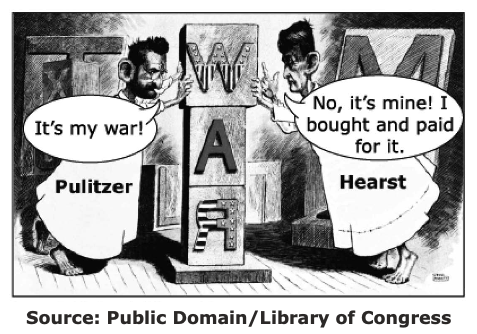 W
A
R
It's my war!
No, it's mine! I
bought and paid
for it.
Pulitzer
Hearst
Source: Public Domain/Library of Congress